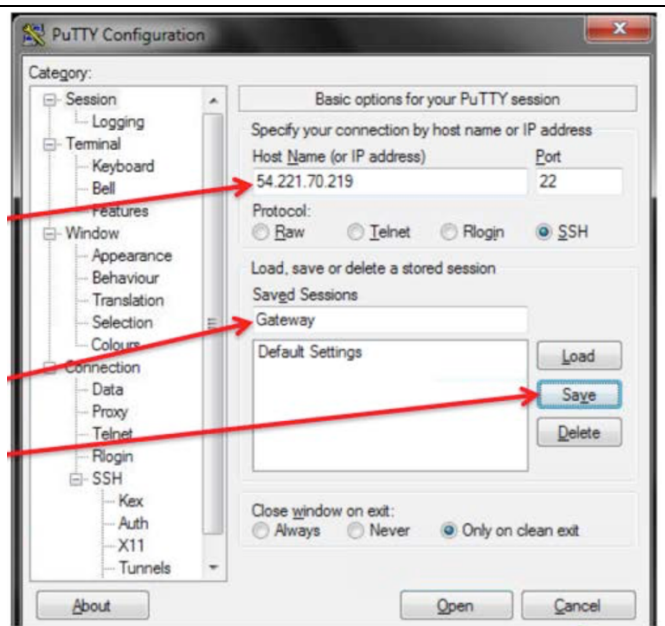 PuTTY Configuration
Category:
Session
Logging
Terminal
Keyboard
Bell
Features
Window
Appearance
Behaviour
Translation
Selection
Colours
Connection
Data
Proxy
Telnet
Rlogin
SSH
Kex
Auth
X11
Tunnels
Basic options for your PuTTY session
Specify your connection by host name or IP address
Host Name (or IP address) Port
54.221.70.219 22
Protocol:
Raw Telnet Rlogin SSH
Load, save or delete a stored session
Saved Sessions
Gateway
Default Settings
Load
Save
Delete
Close window on exit:
Always Never Only on clean exit
About Open Cancel